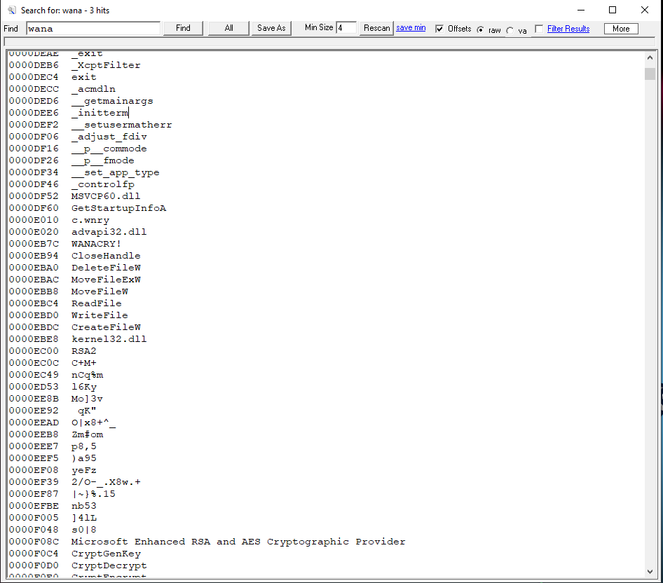 Search for: wana - 3 hits
Find wana Find All Save As Min Size 4 Rescan save min Offsets raw va Filter Results More
0000DEAE _exit
0000DEB6 _XcptFilter
0000DEC4 exit
0000DECC _acmdln
0000DED6 __getmainargs
0000DEE6 _initterm
0000DEF2 __setusermatherr
0000DF06 _adjust_fdiv
0000DF16 __p__commode
0000DF26 __p__fmode
0000DF34 __set_app_type
0000DF46 _controlfp
0000DF52 MSVCP60.dll
0000DF60 GetStartupInfoA
0000E010 c.wnry
0000E020 advapi32.dll
0000EB7C WANACRY!
0000EB94 CloseHandle
0000EBA0 DeleteFileW
0000EBAC MoveFileExW
0000EBB8 MoveFileW
0000EBC4 ReadFile
0000EBD0 WriteFile
0000EBDC CreateFileW
0000EBE8 kernel32.dll
0000EC00 RSA2
0000EC0C C+M+
0000EC49 nCq%m
0000ED53 l6Ky
0000EE8B Mo]3v
0000EE92 qK"
0000EEAD O|x8+^_
0000EEB8 Zm#om
0000EEE7 p8,5
0000EEF5 )a95
0000EF08 yeFz
0000EF39 2/O-_.X8w.+
0000EF87 |~}%.15
0000EFBE nb53
0000F005 ]4lL
0000F048 s0|8
0000F08C Microsoft Enhanced RSA and AES Cryptographic Provider
0000F0C4 CryptGenKey
0000F0D0 CryptDecrypt
0000F0E0 CryptEncrypt